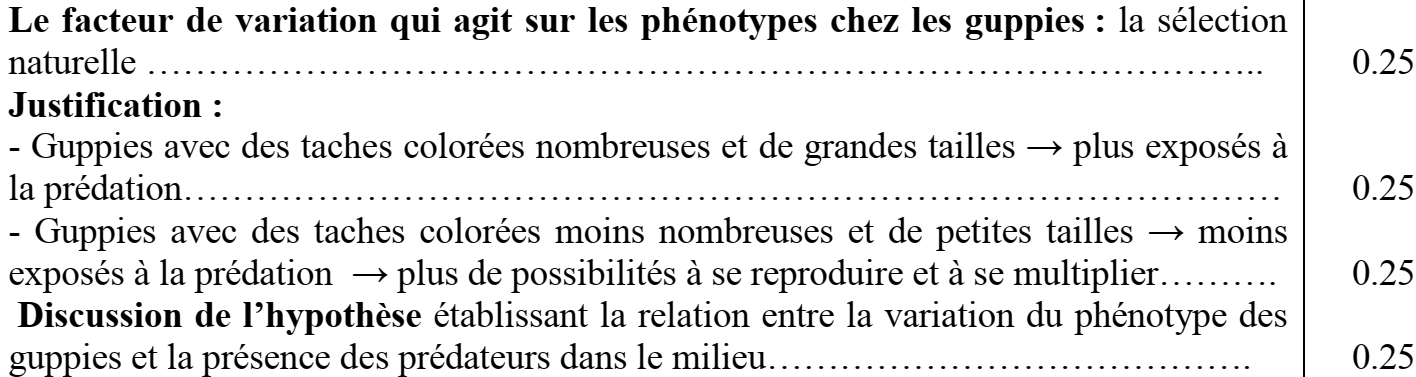 Le facteur de variation qui agit sur les phénotypes chez les guppies : la sélection
naturelle ……………………………………………………………………………….. 0.25
Justification :
- Guppies avec des taches colorées nombreuses et de grandes tailles → plus exposés à
la prédation……………………………………………………………………………… 0.25
- Guppies avec des taches colorées moins nombreuses et de petites tailles → moins
exposés à la prédation → plus de possibilités à se reproduire et à se multiplier………. 0.25
Discussion de l’hypothèse établissant la relation entre la variation du phénotype des
guppies et la présence des prédateurs dans le milieu…………………………………. 0.25